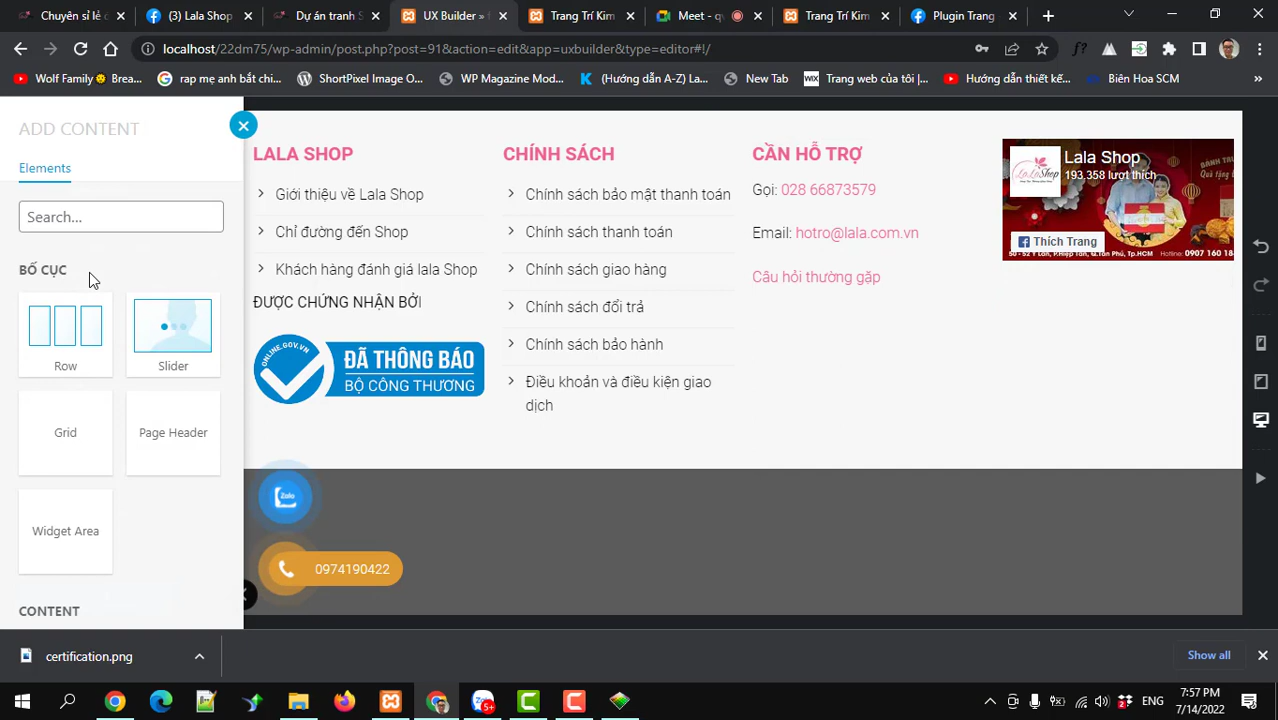 Chuyên sỉ lẻ c
(3) Lala Shop
Dự án tranh S
UX Builder »
Trang Trí Kim
Meet - q
Trang Trí Kim
Plugin Trang
localhost/22dm75/wp-admin/post.php?post=91&action=edit&app=uxbuilder&type=editor#!/
Wolf Family Brea...
rap mẹ anh bắt chi...
ShortPixel Image O...
WP Magazine Mod...
(Hướng dẫn A-Z) La...
New Tab
Trang web của tôi |...
Hướng dẫn thiết kế...
Biên Hoa SCM
ADD CONTENT
Elements
Search...
BỐ CỤC
Row
Slider
Grid
Page Header
Widget Area
CONTENT
LALA SHOP
Giới thiệu về Lala Shop
Chỉ đường đến Shop
Khách hàng đánh giá lala Shop
ĐƯỢC CHỨNG NHẬN BỞI
ONLINE.GOV.VN
ĐÃ THÔNG BÁO
BỘ CÔNG THƯƠNG
CHÍNH SÁCH
Chính sách bảo mật thanh toán
Chính sách thanh toán
Chính sách giao hàng
Chính sách đổi trả
Chính sách bảo hành
Điều khoản và điều kiện giao
dịch
CẦN HỖ TRỢ
Gọi: 028 66873579
Email: hotro@lala.com.vn
Câu hỏi thường gặp
Lala Shop
193.358 lượt thích
LaLaShop
Thích Trang
Zalo
0974190422
certification.png
Show all
5+
2
ENG
7:57 PM
7/14/2022